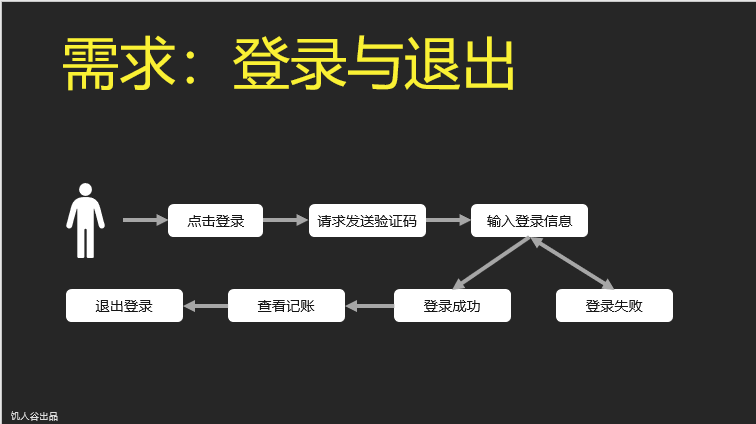 需求：登录与退出
点击登录
请求发送验证码
输入登录信息
登录成功
登录失败
查看记账
退出登录
饥人谷出品